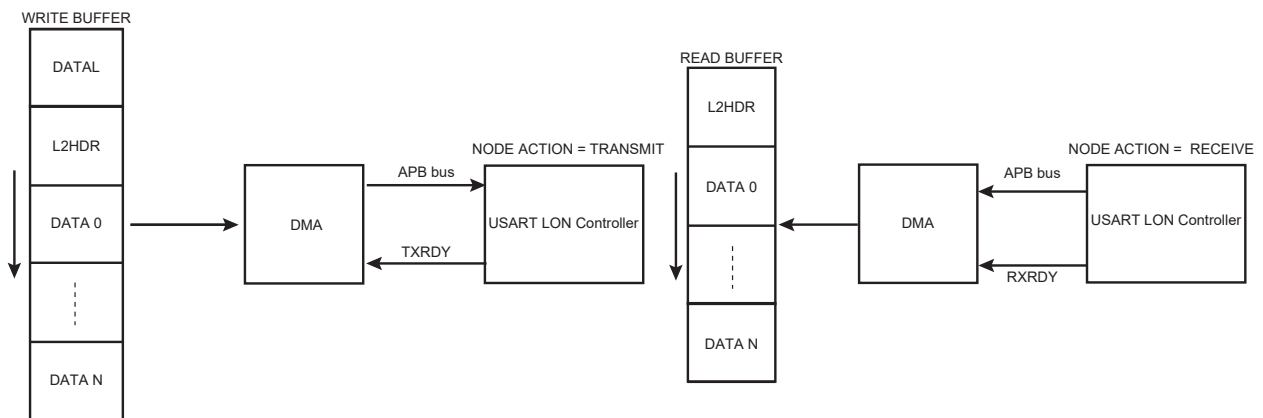 WRITE BUFFER
DATAL
L2HDR
DATA 0
DATA N
DMA
APB bus
TXRDY
NODE ACTION = TRANSMIT
USART LON Controller
READ BUFFER
L2HDR
DATA 0
DATA N
DMA
APB bus
RXRDY
NODE ACTION = RECEIVE
USART LON Controller